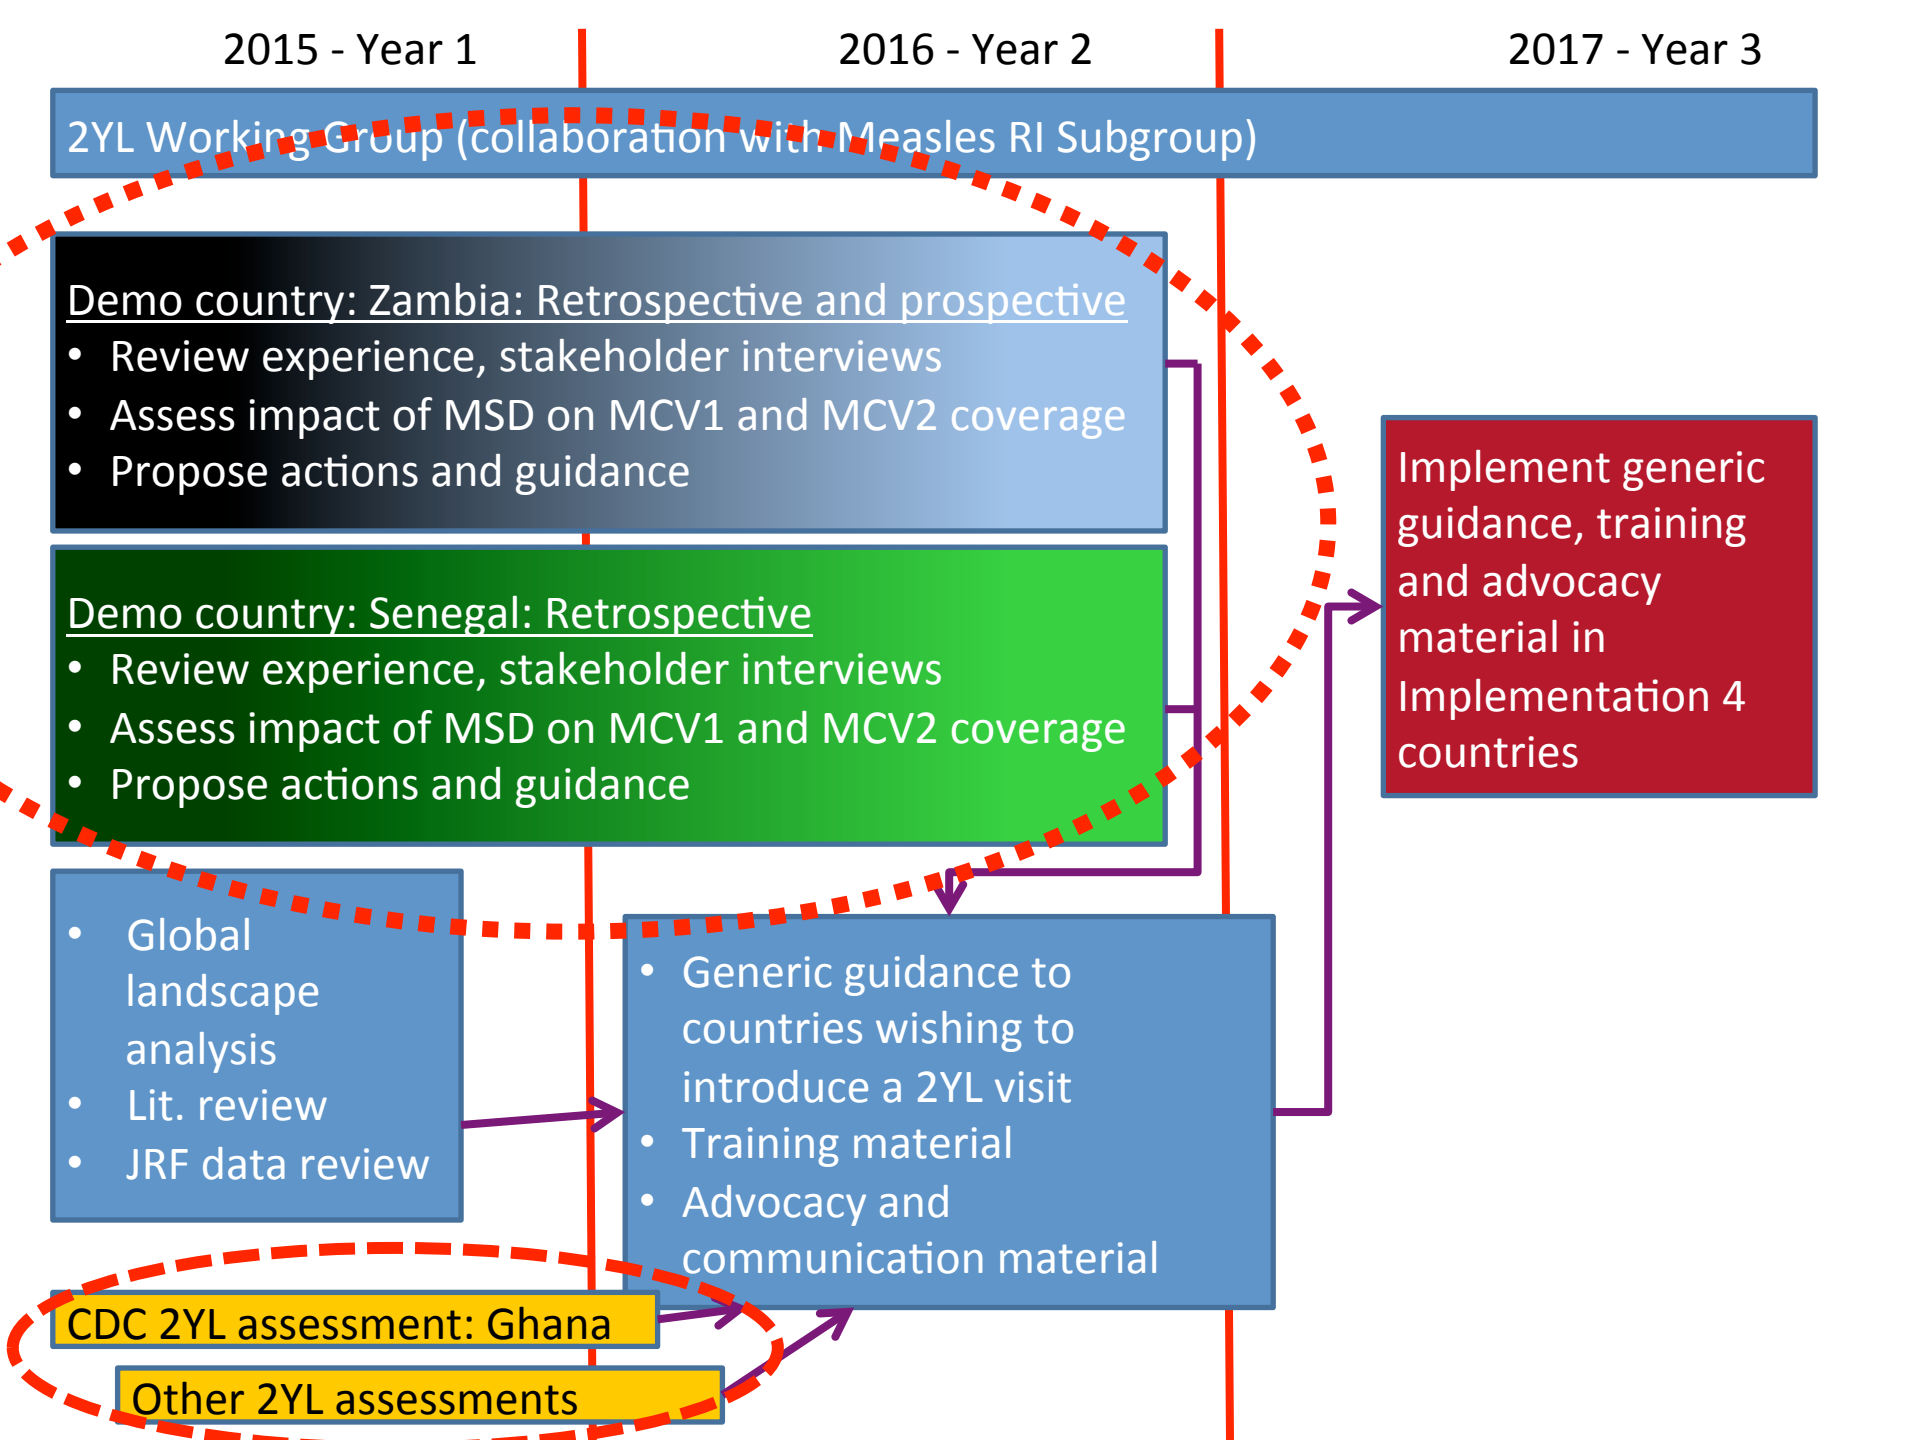 2015 - Year 1
2016 - Year 2
2017 - Year 3
2YL Working Group (collaboration with Measles RI Subgroup)
Demo country: Zambia: Retrospective and prospective
• Review experience, stakeholder interviews
• Assess impact of MSD on MCV1 and MCV2 coverage
• Propose actions and guidance
Demo country: Senegal: Retrospective
• Review experience, stakeholder interviews
• Assess impact of MSD on MCV1 and MCV2 coverage
• Propose actions and guidance
Implement generic
guidance, training
and advocacy
material in
Implementation 4
countries
• Global
landscape
analysis
• Lit. review
• JRF data review
• Generic guidance to
countries wishing to
introduce a 2YL visit
• Training material
• Advocacy and
communication material
CDC 2YL assessment: Ghana
Other 2YL assessments